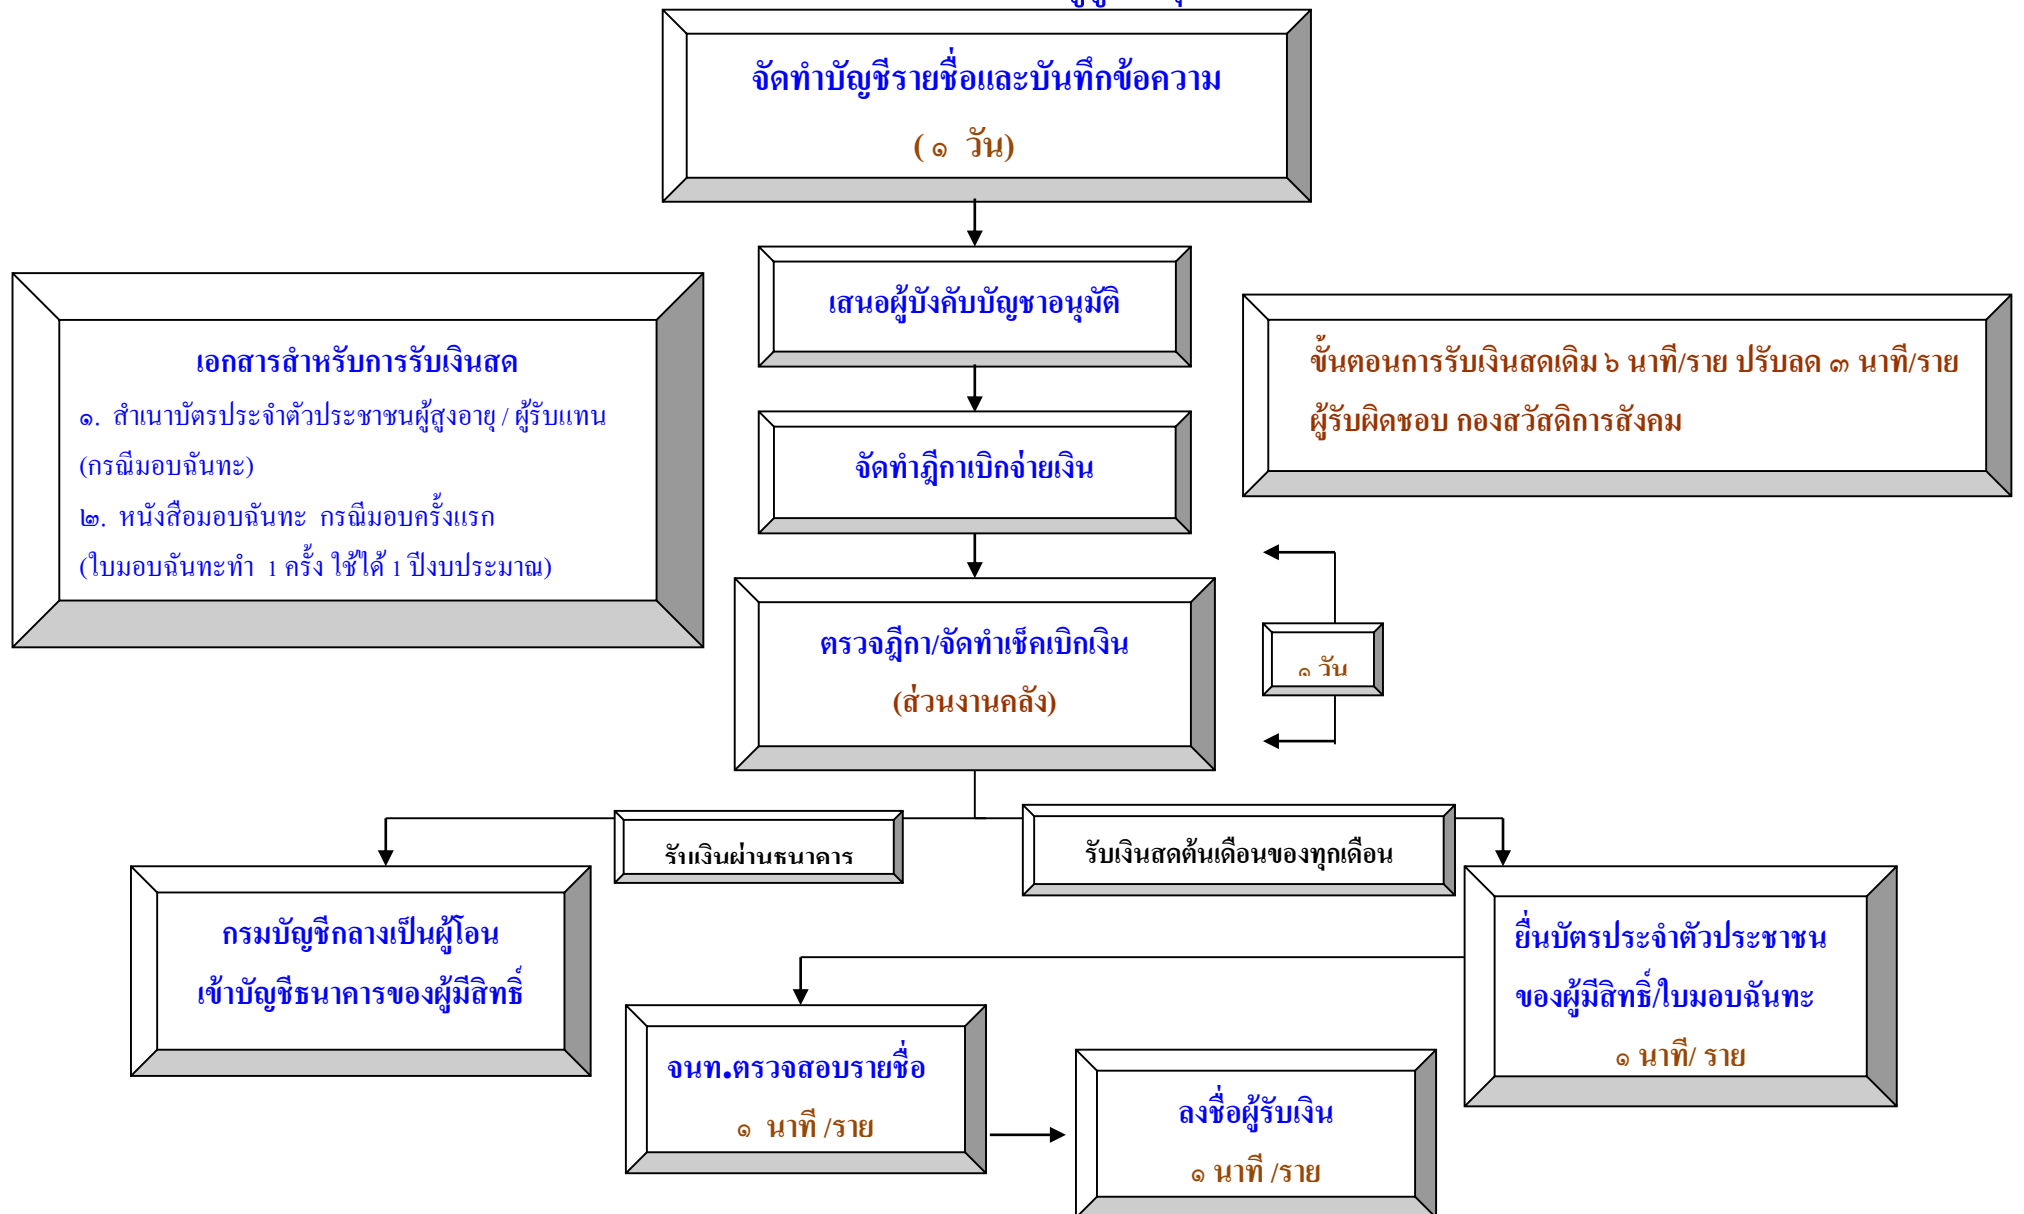 จัดทำบัญชีรายชื่อและบันทึกข้อความ
( ๑ วัน)
เสนอผู้บังคับบัญชาอนุมัติ
เอกสารสำหรับการรับเงินสด
๑. สำเนาบัตรประจำตัวประชาชนผู้สูงอายุ / ผู้รับแทน
(กรณีมอบฉันทะ)
๒. หนังสือมอบฉันทะ กรณีมอบครั้งแรก
(ใบมอบฉันทะทำ 1 ครั้ง ใช้ได้ 1 ปีงบประมาณ)
ขั้นตอนการรับเงินสดเดิม ๖ นาที/ราย ปรับลด ๓ นาที/ราย
ผู้รับผิดชอบ กองสวัสดิการสังคม
จัดทำฎีกาเบิกจ่ายเงิน
ตรวจฎีกา/จัดทำเช็คเบิกเงิน
(ส่วนงานคลัง)
๑ วัน
รับเงินผ่านธนาคาร
รับเงินสดต้นเดือนของทุกเดือน
กรมบัญชีกลางเป็นผู้โอน
เข้าบัญชีธนาคารของผู้มีสิทธิ์
ยื่นบัตรประจำตัวประชาชน
ของผู้มีสิทธิ์/ใบมอบฉันทะ
๑ นาที/ ราย
จนท.ตรวจสอบรายชื่อ
๑ นาที /ราย
ลงชื่อผู้รับเงิน
๑ นาที /ราย